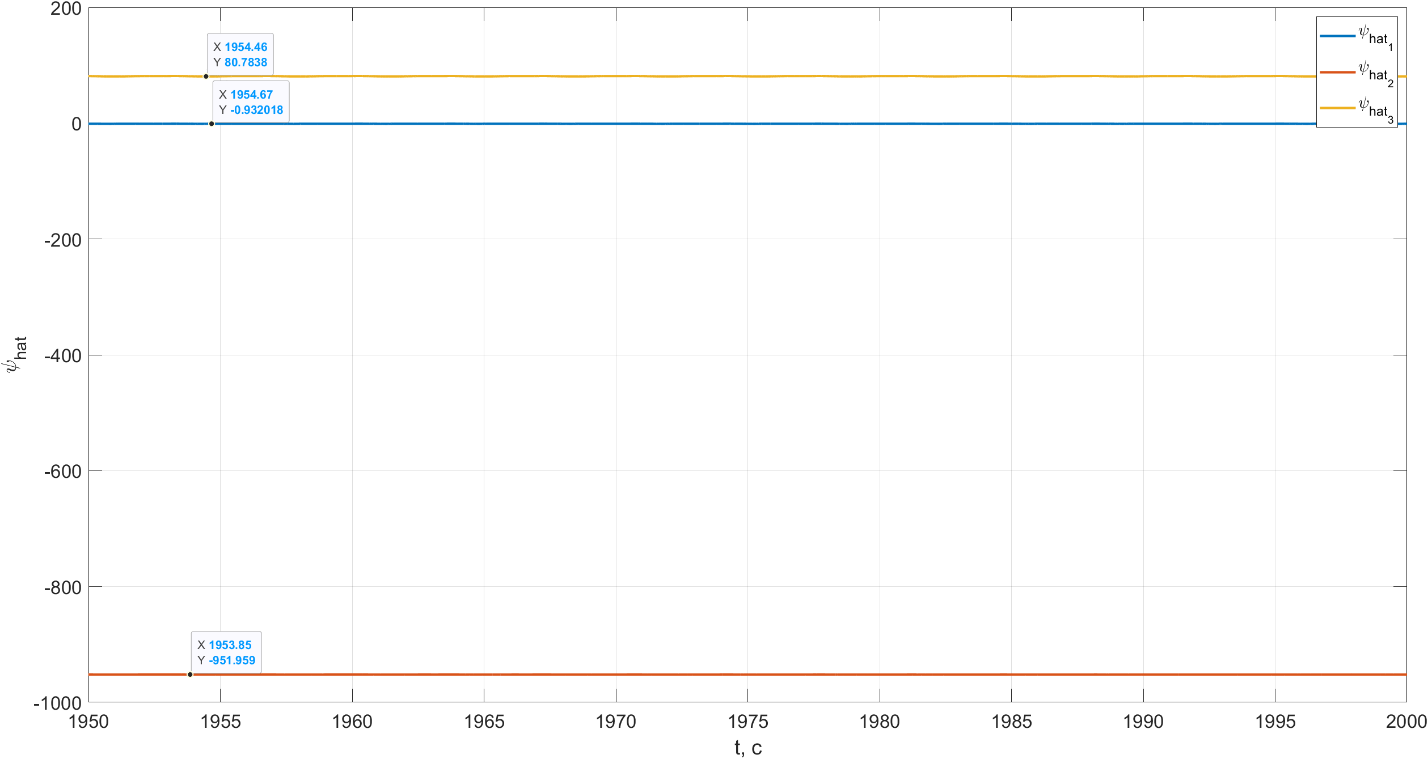 200
0
-200
-400
-600
-800
-1000
ψhat
X 1954.46
Y 80.7838
X 1954.67
Y -0.932018
X 1953.85
Y -951.959
ψhat1
ψhat2
ψhat3
1950 1955 1960 1965 1970 1975 1980 1985 1990 1995 2000
t, c